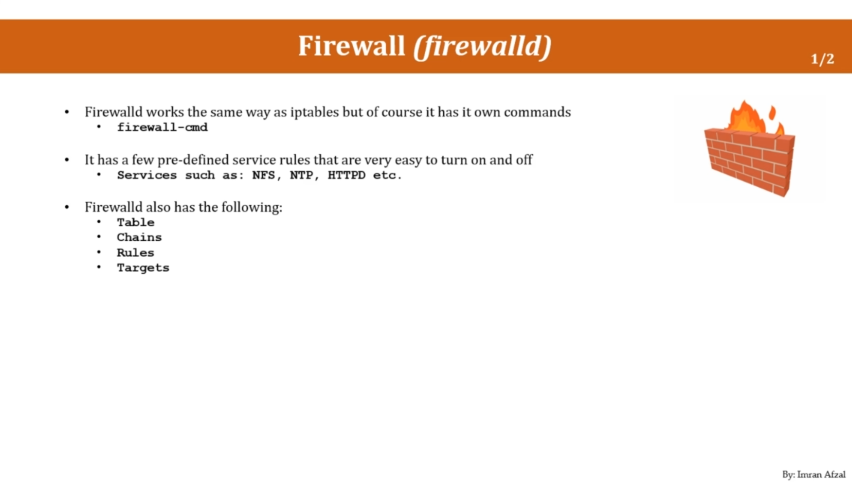 Firewall (firewalld)
1/2
• Firewalld works the same way as iptables but of course it has it own commands
• firewall-cmd
• It has a few pre-defined service rules that are very easy to turn on and off
• Services such as: NFS, NTP, HTTPD etc.
• Firewalld also has the following:
• Table
• Chains
• Rules
• Targets
By: Imran Afzal